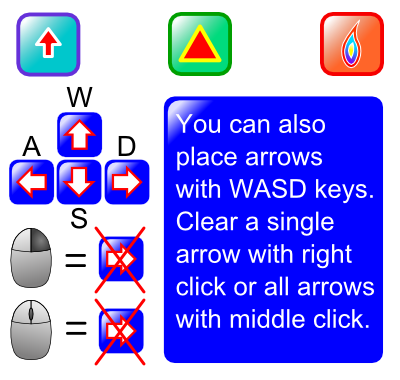 W
A D
S
=
=
You can also
place arrows
with WASD keys.
Clear a single
arrow with right
click or all arrows
with middle click.